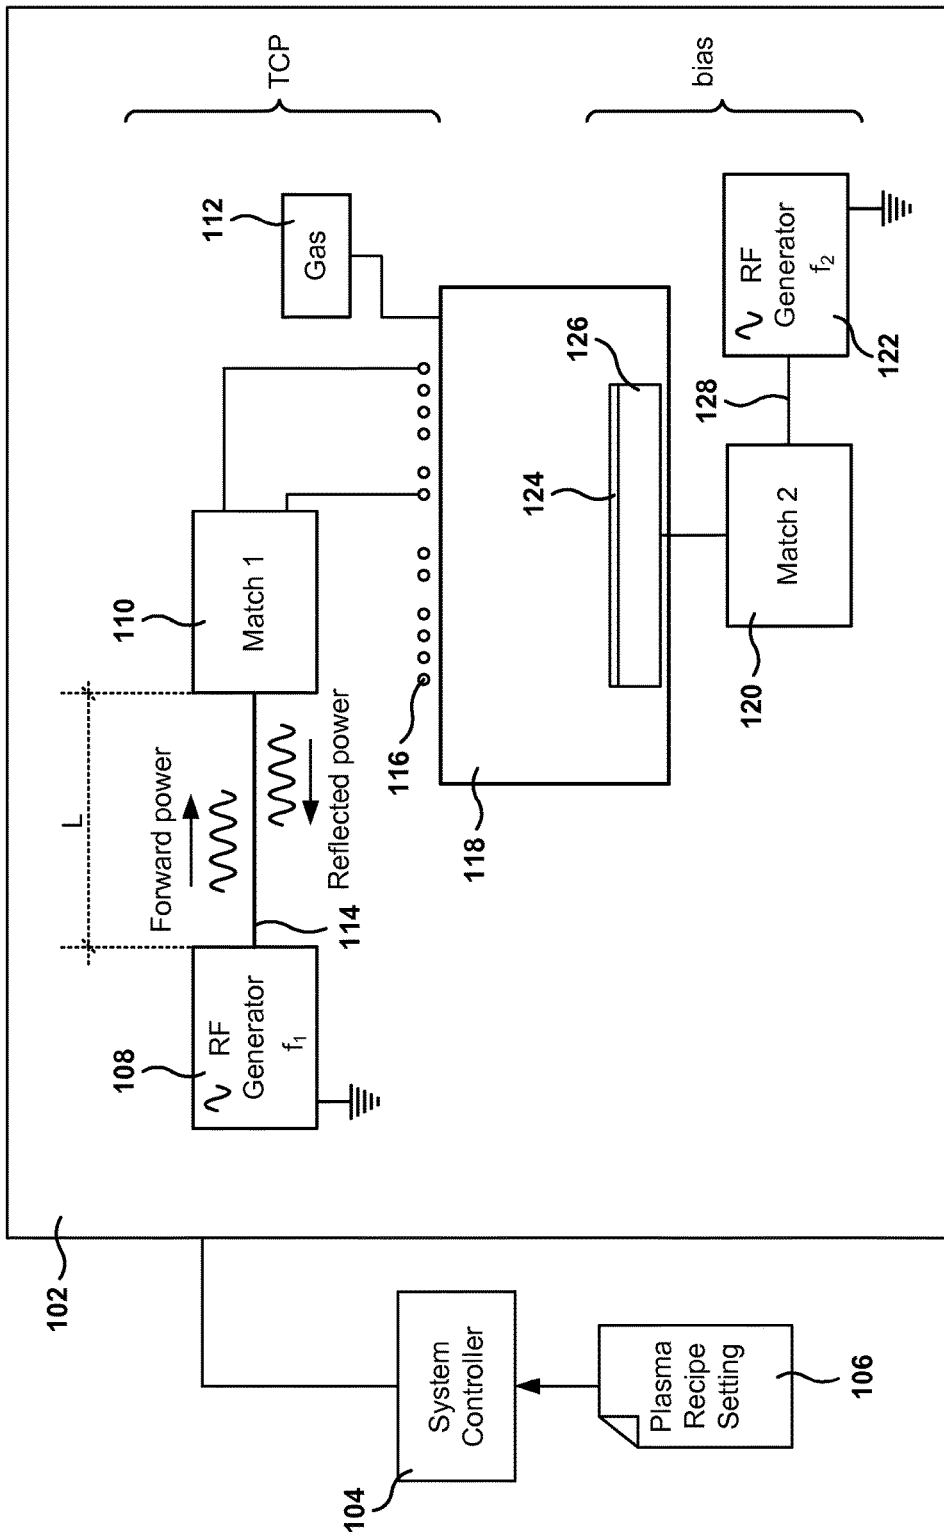 102
104
System
Controller
Plasma
Recipe
Setting
106
108
RF
Generator
f1
L
Forward power
114
Reflected power
110
Match 1
112
Gas
TCP
116
118
124
126
120
Match 2
128
RF
Generator
f2
122
bias